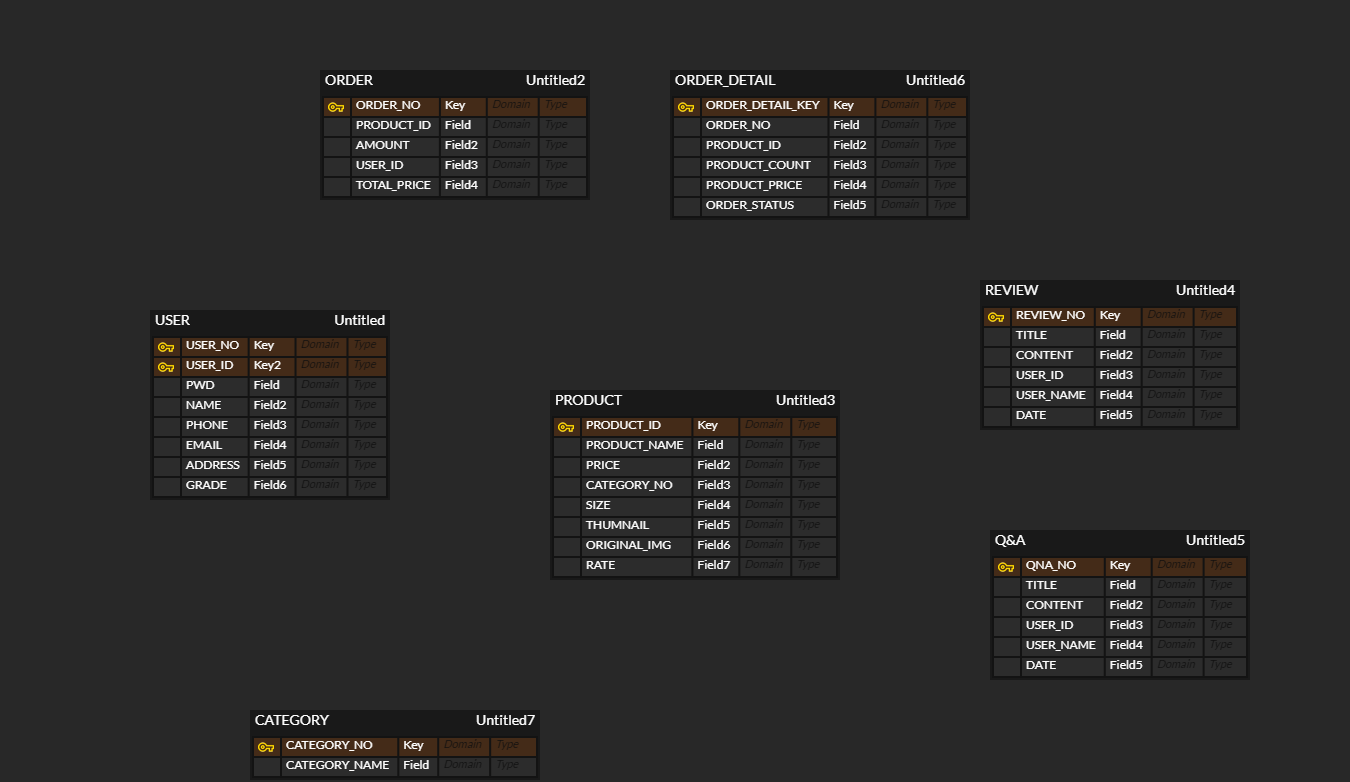 ORDER Untitled2
ORDER_NO Key Domain Type
PRODUCT_ID Field Domain Type
AMOUNT Field2 Domain Type
USER_ID Field3 Domain Type
TOTAL_PRICE Field4 Domain Type
ORDER_DETAIL Untitled6
ORDER_DETAIL_KEY Key Domain Type
ORDER_NO Field Domain Type
PRODUCT_ID Field2 Domain Type
PRODUCT_COUNT Field3 Domain Type
PRODUCT_PRICE Field4 Domain Type
ORDER_STATUS Field5 Domain Type
REVIEW Untitled4
REVIEW_NO Key Domain Type
TITLE Field Domain Type
CONTENT Field2 Domain Type
USER_ID Field3 Domain Type
USER_NAME Field4 Domain Type
DATE Field5 Domain Type
USER Untitled
USER_NO Key Domain Type
USER_ID Key2 Domain Type
PWD Field Domain Type
NAME Field2 Domain Type
PHONE Field3 Domain Type
EMAIL Field4 Domain Type
ADDRESS Field5 Domain Type
GRADE Field6 Domain Type
PRODUCT Untitled3
PRODUCT_ID Key Domain Type
PRODUCT_NAME Field Domain Type
PRICE Field2 Domain Type
CATEGORY_NO Field3 Domain Type
SIZE Field4 Domain Type
THUMNAIL Field5 Domain Type
ORIGINAL_IMG Field6 Domain Type
RATE Field7 Domain Type
Q&A Untitled5
QNA_NO Key Domain Type
TITLE Field Domain Type
CONTENT Field2 Domain Type
USER_ID Field3 Domain Type
USER_NAME Field4 Domain Type
DATE Field5 Domain Type
CATEGORY Untitled7
CATEGORY_NO Key Domain Type
CATEGORY_NAME Field Domain Type